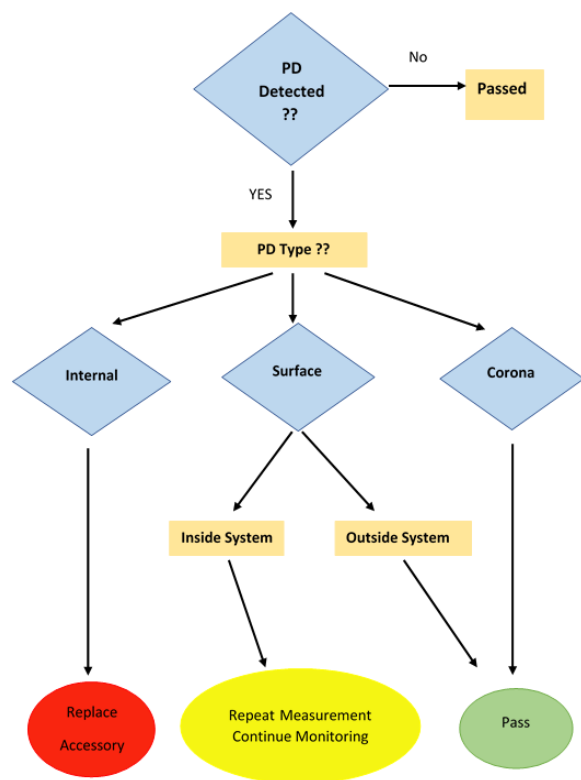 PD
Detected
??
No
Passed
YES
PD Type ??
Internal
Surface
Corona
Inside System
Outside System
Replace
Accessory
Repeat Measurement
Continue Monitoring
Pass